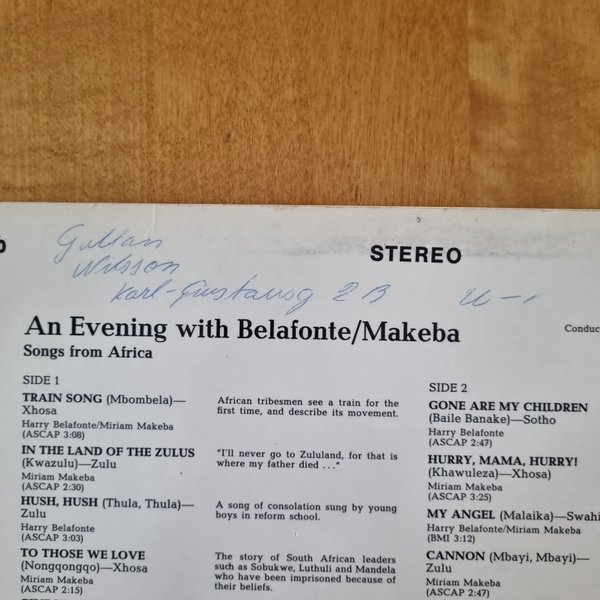 Gullan
Nilsson
Karl-Gustavsg 2 B
STEREO
An Evening with Belafonte/Makeba
Songs from Africa
Conduc
SIDE 1
TRAIN SONG (Mbombela)—
Xhosa
Harry Belafonte/Miriam Makeba
(ASCAP 3:08)
African tribesmen see a train for the
first time, and describe its movement.
IN THE LAND OF THE ZULUS
(Kwazulu)—Zulu
Miriam Makeba
(ASCAP 2:30)
"I'll never go to Zululand, for that is
where my father died ..."
HUSH, HUSH (Thula, Thula)—
Zulu
Harry Belafonte
(ASCAP 3:03)
A song of consolation sung by young
boys in reform school.
TO THOSE WE LOVE
(Nongqongqo)—Xhosa
Miriam Makeba
(ASCAP 2:15)
The story of South African leaders
such as Sobukwe, Luthuli and Mandela
who have been imprisoned because of
their beliefs.
SIDE 2
GONE ARE MY CHILDREN
(Baile Banake)—Sotho
Harry Belafonte
(ASCAP 2:47)
HURRY, MAMA, HURRY!
(Khawuleza)—Xhosa)
Miriam Makeba
(ASCAP 3:25)
MY ANGEL (Malaika)—Swahi
Harry Belafonte/Miriam Makeba
(BMI 3:12)
CANNON (Mbayi, Mbayi)—
Zulu
Miriam Makeba
(ASCAP 2:47)